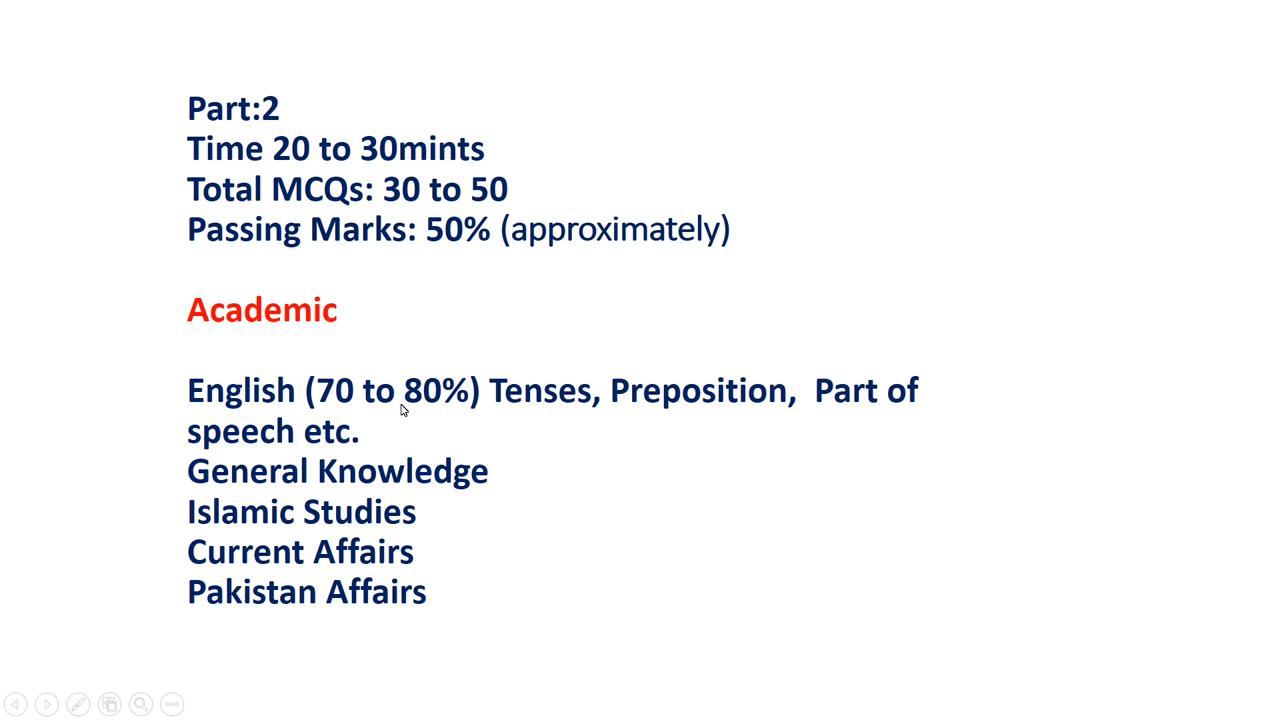 Part:2
Time 20 to 30mints
Total MCQs: 30 to 50
Passing Marks: 50% (approximately)
Academic
English (70 to 80%) Tenses, Preposition,  Part of
speech etc.
General Knowledge
Islamic Studies
Current Affairs
Pakistan Affairs